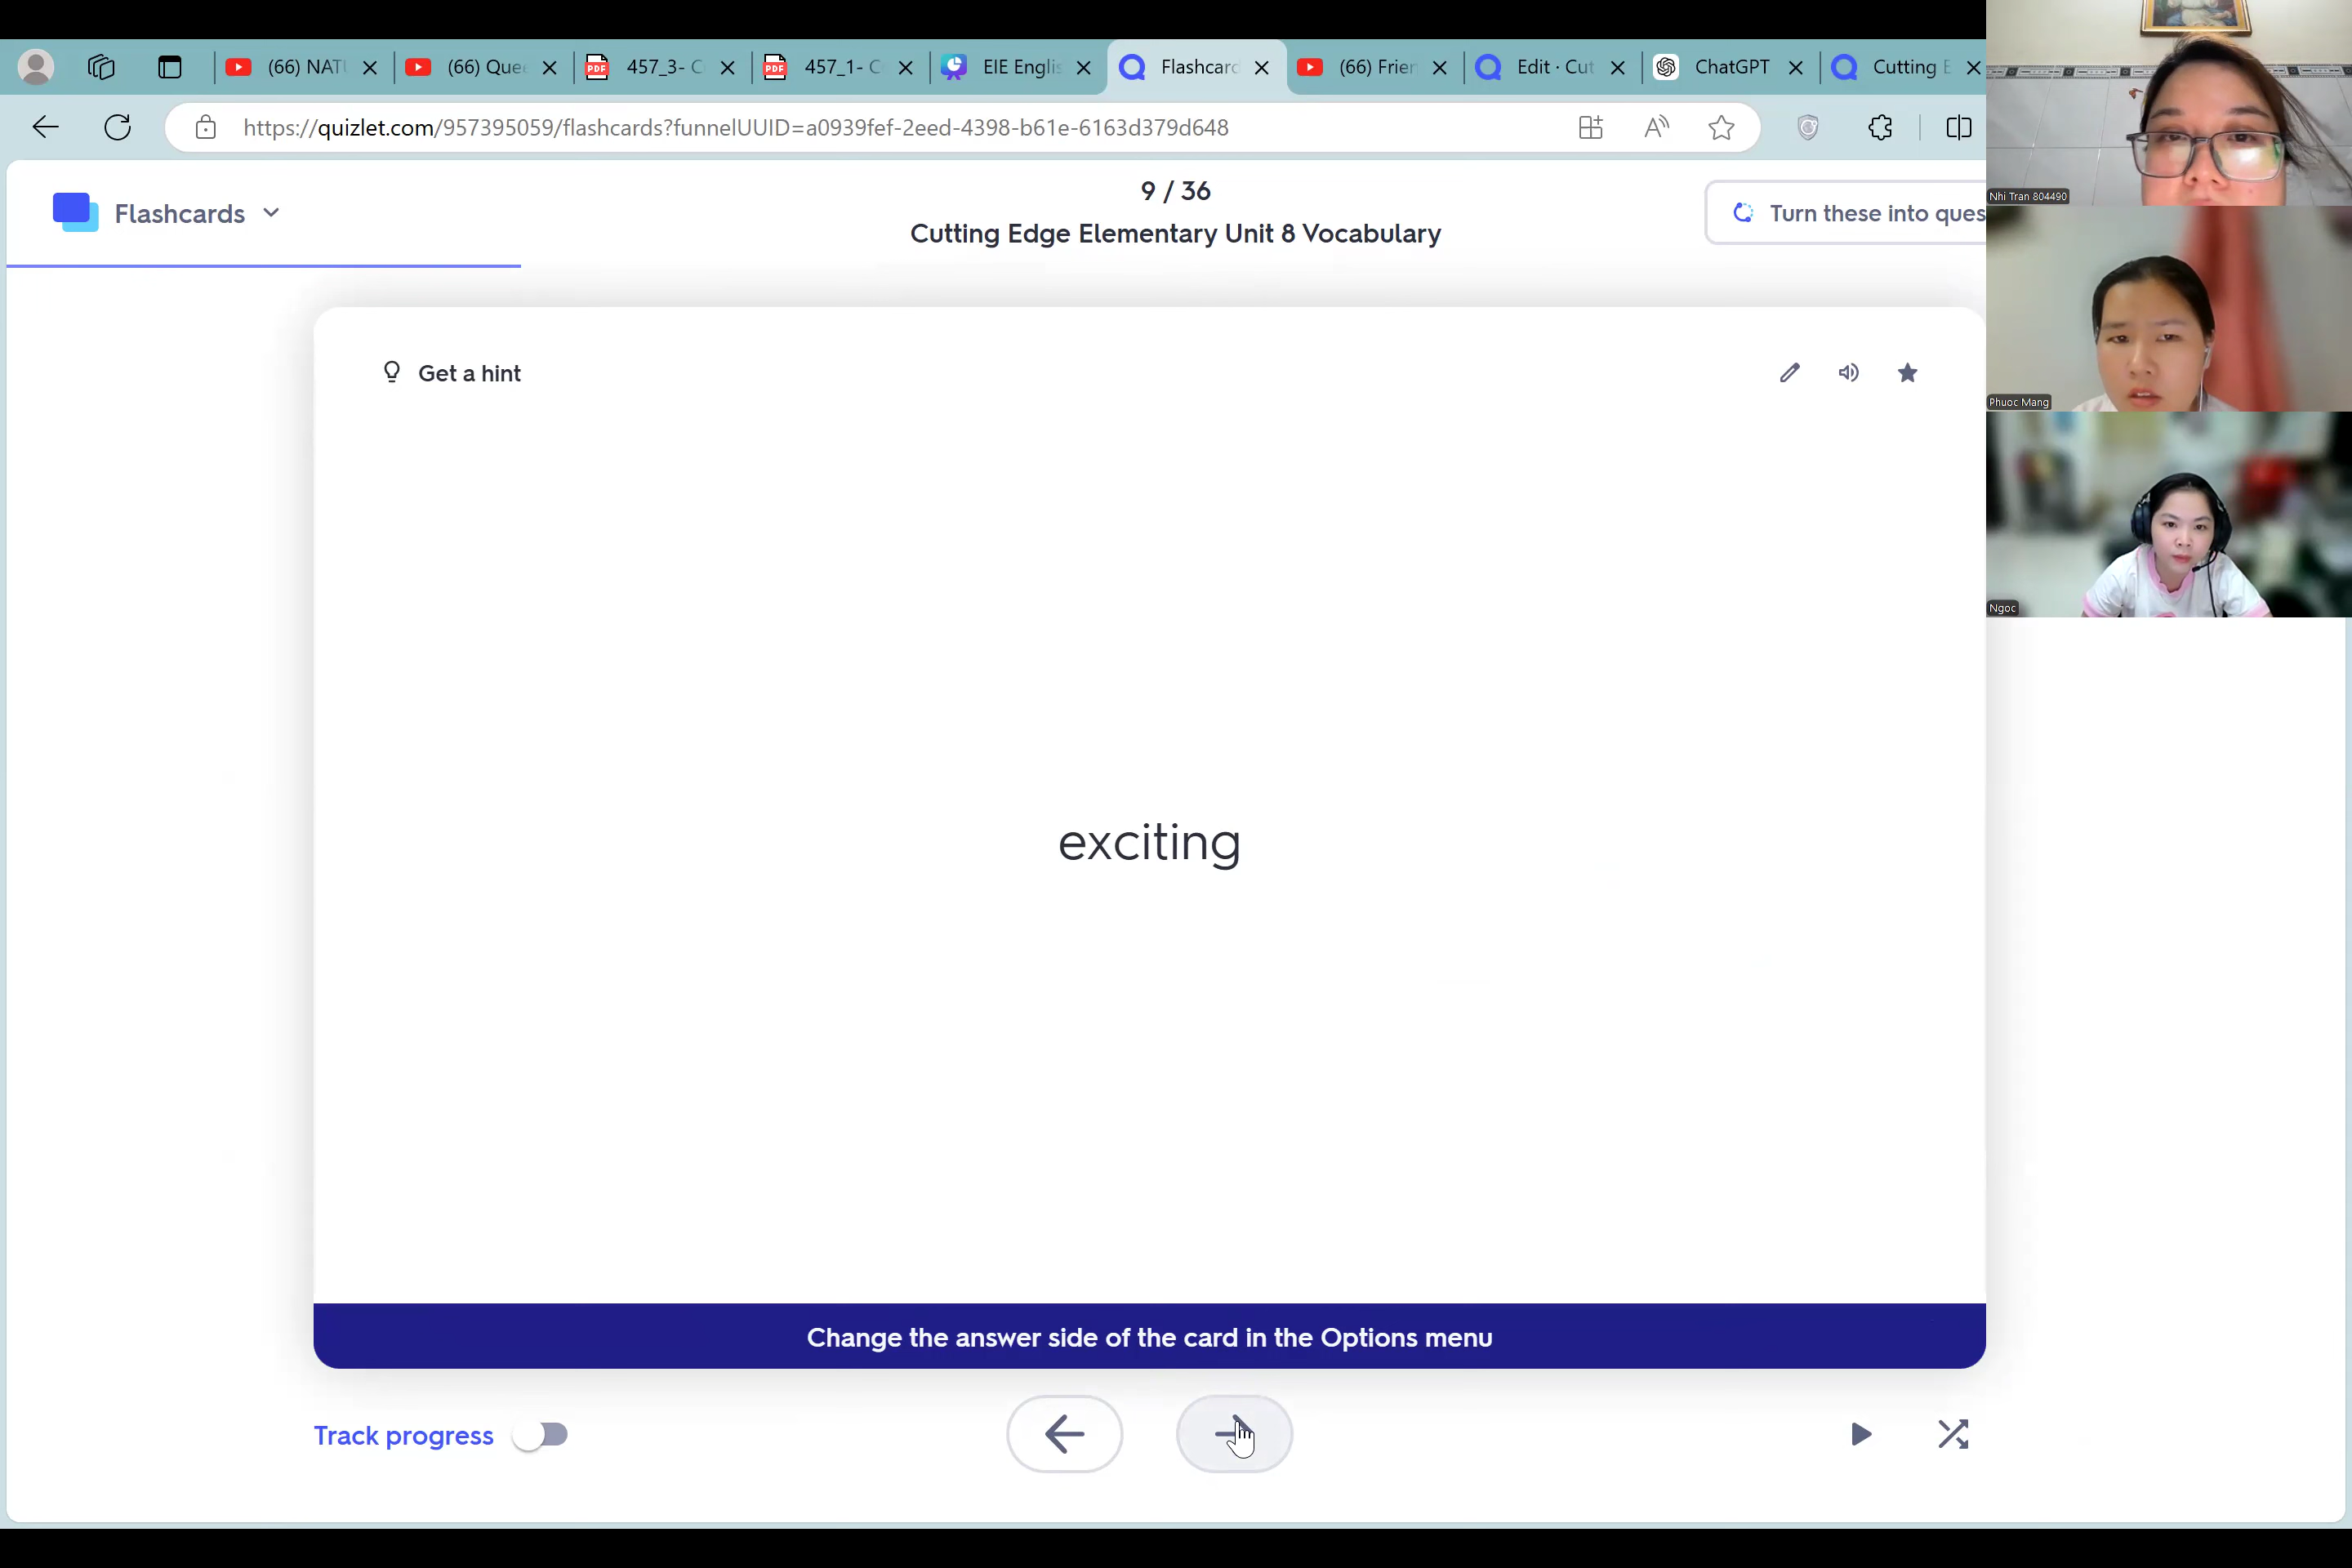 (66) NAT
(66) Que
457_3- C
457_1- C
EIE Englis
Flashcard
(66) Frien
Edit · Cut
ChatGPT
Cutting E
https://quizlet.com/957395059/flashcards?funnelUUID=a0939fef-2eed-4398-b61e-6163d379d648
Flashcards
9 / 36
Cutting Edge Elementary Unit 8 Vocabulary
Turn these into ques
Nhi Tran 804490
Phuoc Mang
Ngoc
Get a hint
exciting
Change the answer side of the card in the Options menu
Track progress